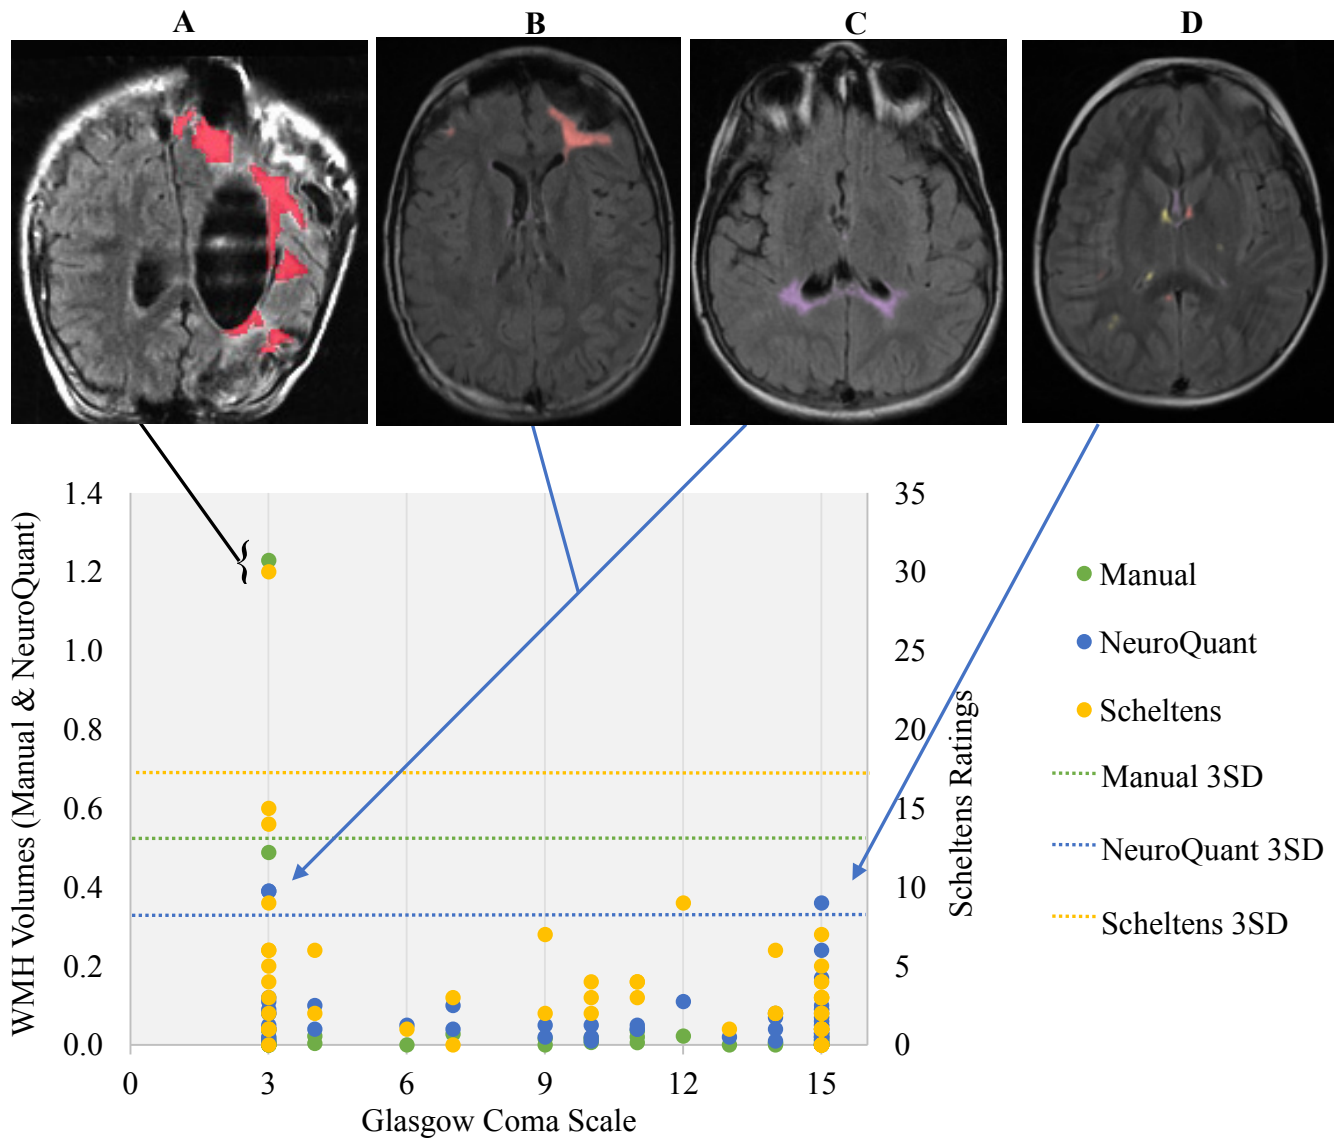 A B C D
WMH Volumes (Manual & NeuroQuant)
1.4
1.2
1.0
0.8
0.6
0.4
0.2
0.0
{
35
30
25
20
15
10
5
0
Scheltens Ratings
0 3 6 9 12 15
Glasgow Coma Scale
Manual
NeuroQuant
Scheltens
Manual 3SD
NeuroQuant 3SD
Scheltens 3SD